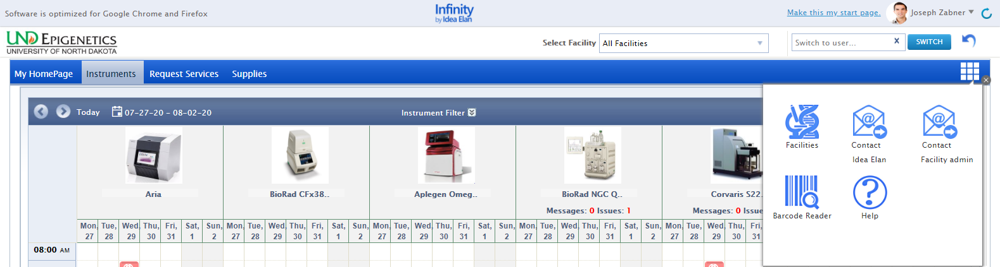 Software is optimized for Google Chrome and Firefox
Infinity
by Idea Elan
Make this my start page.
Joseph Zabner
UND EPIGENETICS
UNIVERSITY OF NORTH DAKOTA
Select Facility
All Facilities
Switch to user...
x
SWITCH
My HomePage Instruments Request Services Supplies
Today 07-27-20 - 08-02-20
Instrument Filter
Aria
BioRad CFx38..
Aplegen Omeg..
BioRad NGC Q..
Corvaris S22.
Messages: 0 Issues: 1
Messages: 0 Issue
Mon, Tue, Wed, Thu, Fri, Sat, Sun, Mon, Tue, Wed, Thu, Fri, Sat, Sun, Mon, Tue, Wed, Thu, Fri, Sat, Sun, Mon, Tue, Wed, Thu, Fri, Sat, Sun, Mon, Tue, Wed, Thu, Fri,
27 28 29 30 31 1 2 27 28 29 30 31 1 2 27 28 29 30 31 1 2 27 28 29 30 31 1 2 27 28 29 30 31
08:00 AM
Facilities
Contact
Idea Elan
Contact
Facility admin
Barcode Reader
Help